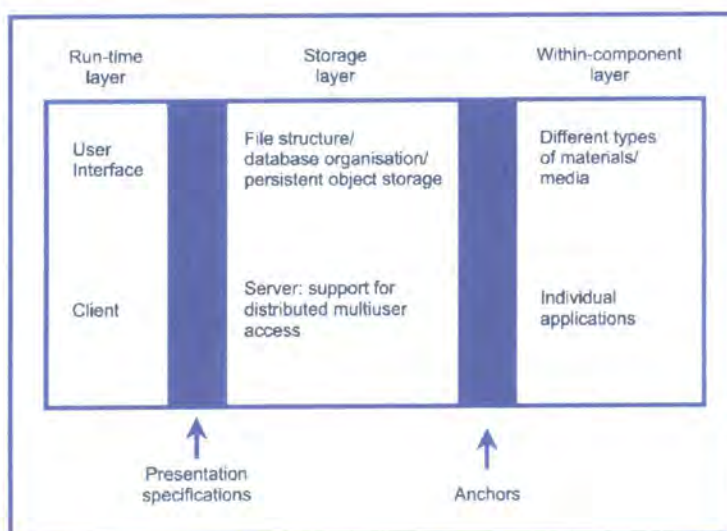 Run-time
layer
Storage
layer
Within-component
layer
User
Interface
File structure/
database organisation/
persistent object storage
Different types
of materials/
media
Client
Server: support for
distributed multiuser
access
Individual
applications
Presentation
specifications
Anchors